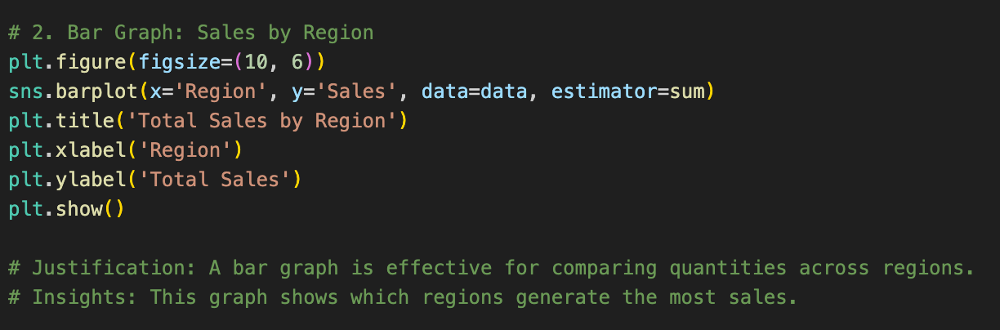 # 2. Bar Graph: Sales by Region
plt.figure(figsize=(10, 6))
sns.barplot(x='Region', y='Sales', data=data, estimator=sum)
plt.title('Total Sales by Region')
plt.xlabel('Region')
plt.ylabel('Total Sales')
plt.show()
# Justification: A bar graph is effective for comparing quantities across regions.
# Insights: This graph shows which regions generate the most sales.